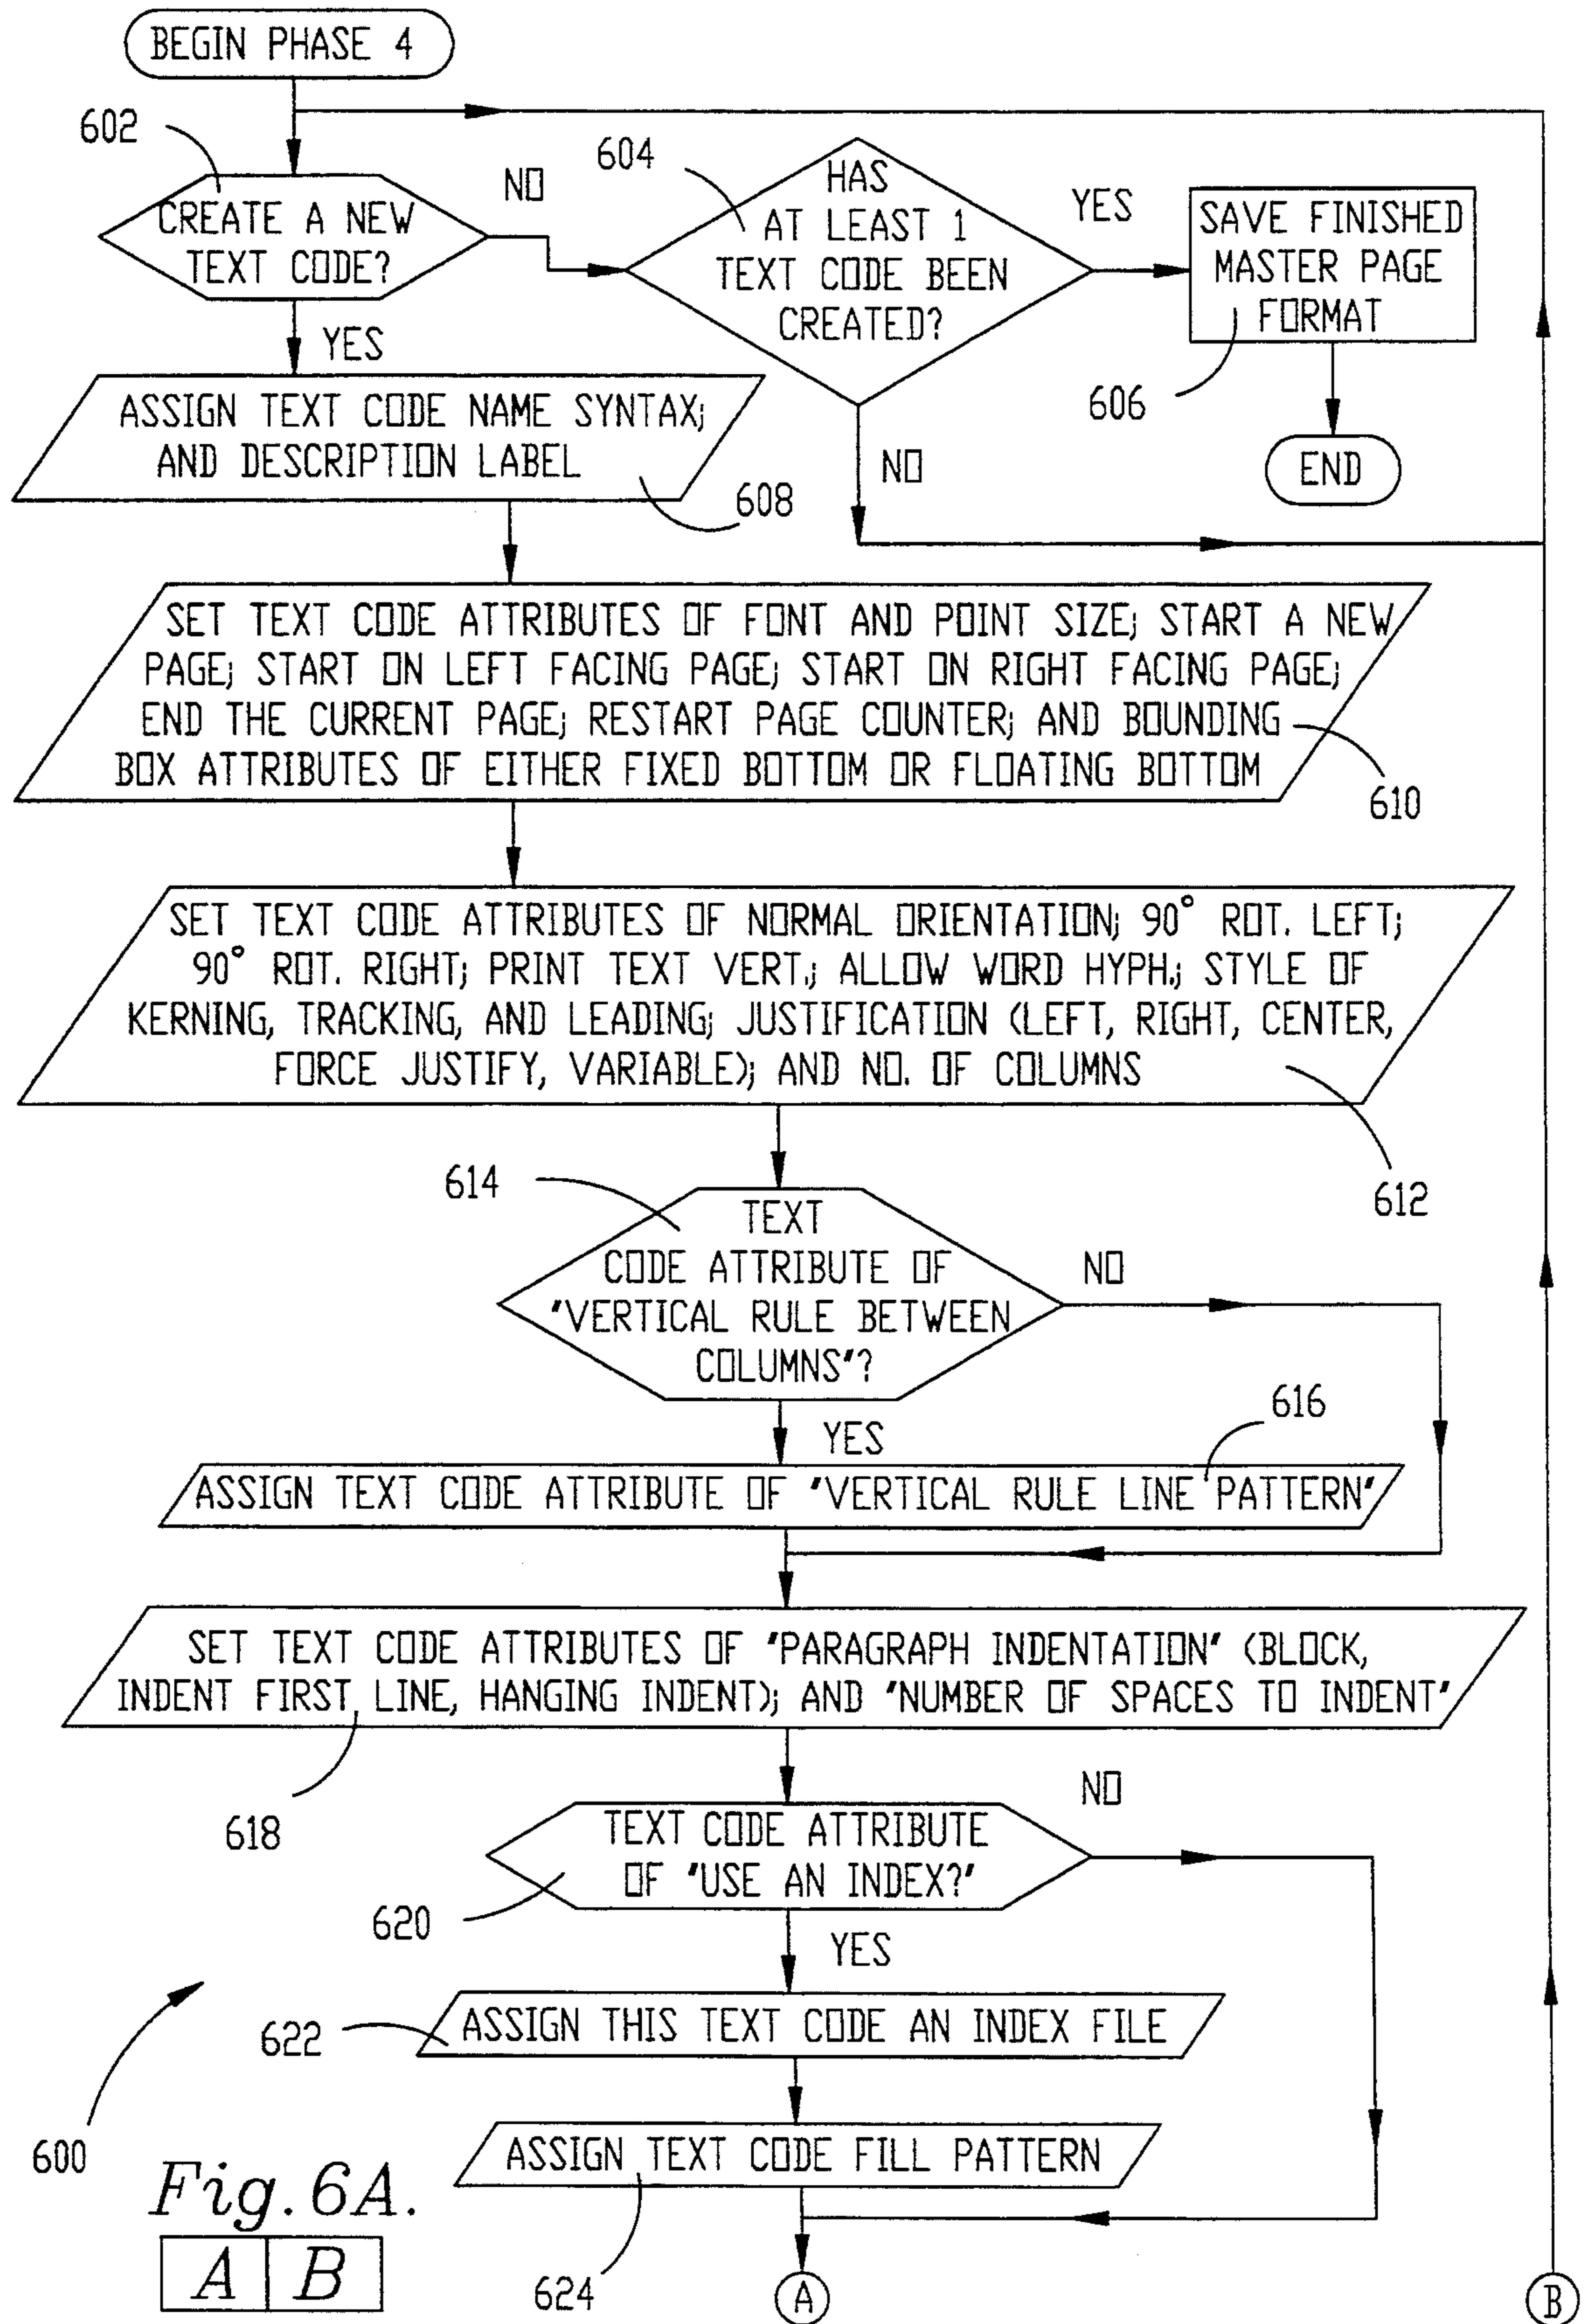 BEGIN PHASE 4
602
CREATE A NEW
TEXT CODE?
NO
YES
604
HAS
AT LEAST 1
TEXT CODE BEEN
CREATED?
YES
NO
SAVE FINISHED
MASTER PAGE
FORMAT
606
END
ASSIGN TEXT CODE NAME SYNTAX;
AND DESCRIPTION LABEL
608
SET TEXT CODE ATTRIBUTES OF FONT AND POINT SIZE; START A NEW
PAGE; START ON LEFT FACING PAGE; START ON RIGHT FACING PAGE;
END THE CURRENT PAGE; RESTART PAGE COUNTER; AND BOUNDING
BOX ATTRIBUTES OF EITHER FIXED BOTTOM OR FLOATING BOTTOM
610
SET TEXT CODE ATTRIBUTES OF NORMAL ORIENTATION; 90° ROT. LEFT;
90° ROT. RIGHT; PRINT TEXT VERT.; ALLOW WORD HYPH.; STYLE OF
KERNING, TRACKING, AND LEADING; JUSTIFICATION (LEFT, RIGHT, CENTER,
FORCE JUSTIFY, VARIABLE); AND NO. OF COLUMNS
612
614
TEXT
CODE ATTRIBUTE OF
"VERTICAL RULE BETWEEN
COLUMNS"?
NO
YES
616
ASSIGN TEXT CODE ATTRIBUTE OF "VERTICAL RULE LINE PATTERN"
SET TEXT CODE ATTRIBUTES OF "PARAGRAPH INDENTATION" (BLOCK,
INDENT FIRST LINE, HANGING INDENT); AND "NUMBER OF SPACES TO INDENT"
618
TEXT CODE ATTRIBUTE
OF "USE AN INDEX?"
NO
620
YES
ASSIGN THIS TEXT CODE AN INDEX FILE
622
ASSIGN TEXT CODE FILL PATTERN
624
600
Fig. 6A.
A B
A
B